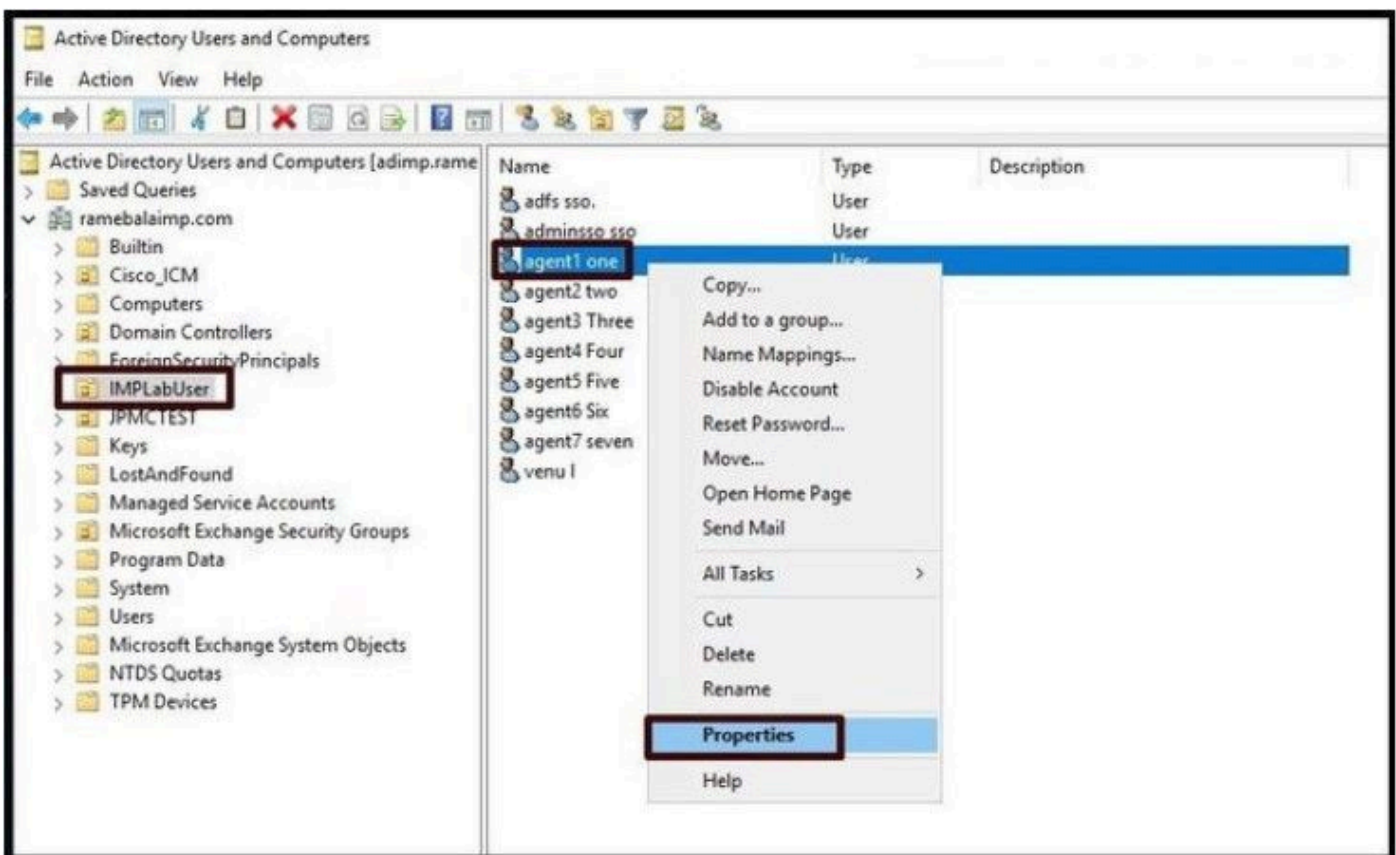 Active Directory Users and Computers
File Action View Help
Active Directory Users and Computers [adimp.rame
Saved Queries
ramebalaimp.com
Builtin
Cisco_ICM
Computers
Domain Controllers
ForeignSecurityPrincipals
IMPLabUser
JPMCTEST
Keys
LostAndFound
Managed Service Accounts
Microsoft Exchange Security Groups
Program Data
System
Users
Microsoft Exchange System Objects
NTDS Quotas
TPM Devices
Name Type Description
adfs sso. User
adminsso sso User
agent1 one User
agent2 two
agent3 Three
agent4 Four
agent5 Five
agent6 Six
agent7 seven
venu l
Copy...
Add to a group...
Name Mappings...
Disable Account
Reset Password...
Move...
Open Home Page
Send Mail
All Tasks
Cut
Delete
Rename
Properties
Help